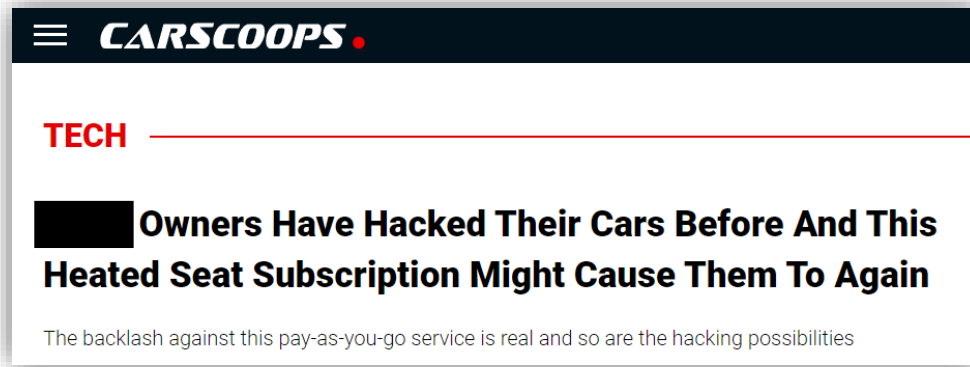 CARSCOOPS.
TECH
Owners Have Hacked Their Cars Before And This
Heated Seat Subscription Might Cause Them To Again
The backlash against this pay-as-you-go service is real and so are the hacking possibilities